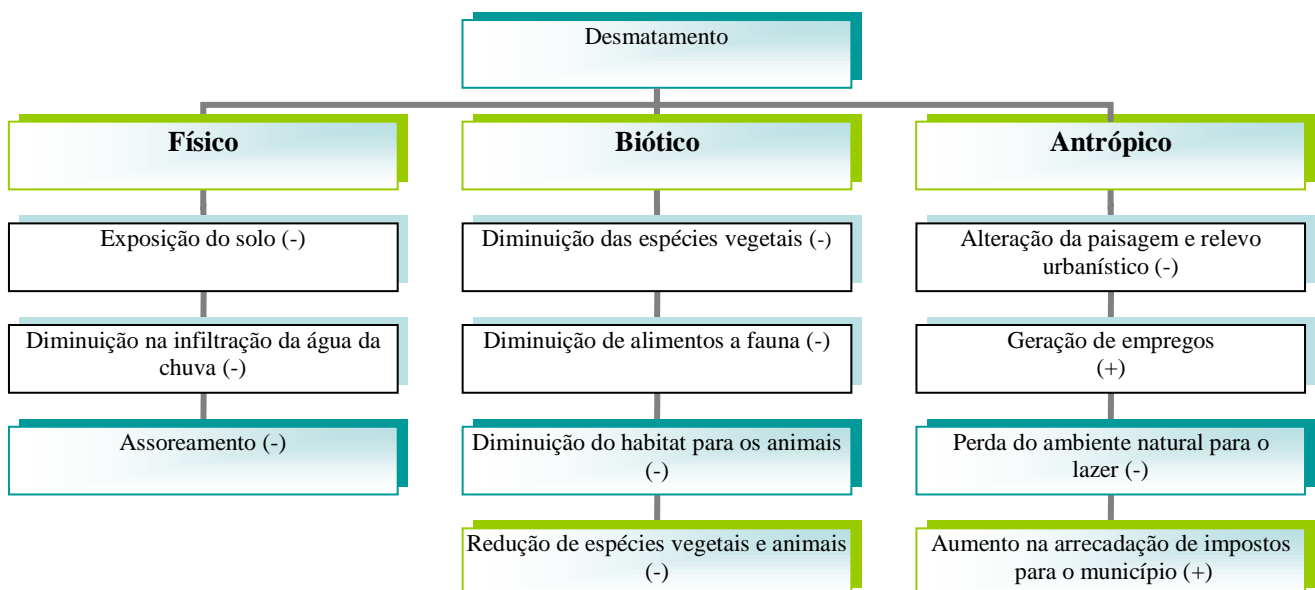 Desmatamento
Físico
Biótico
Antrópico
Exposição do solo (-)
Diminuição das espécies vegetais (-)
Alteração da paisagem e relevo
urbanístico (-)
Diminuição na infiltração da água da
chuva (-)
Diminuição de alimentos a fauna (-)
Geração de empregos
(+)
Assoreamento (-)
Diminuição do habitat para os animais
(-)
Perda do ambiente natural para o
lazer (-)
Redução de espécies vegetais e animais
(-)
Aumento na arrecadação de impostos
para o município (+)